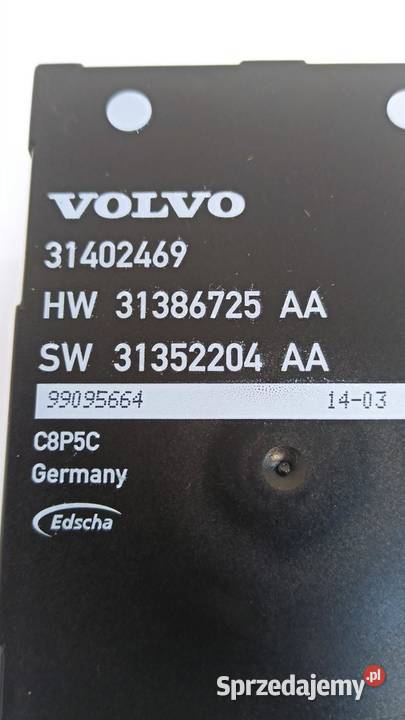 VOLVO
31402469
HW 31386725 AA
SW 31352204 AA
99095664 14-03
C8P5C
Germany
Edscha
Sprzedajemy.pl